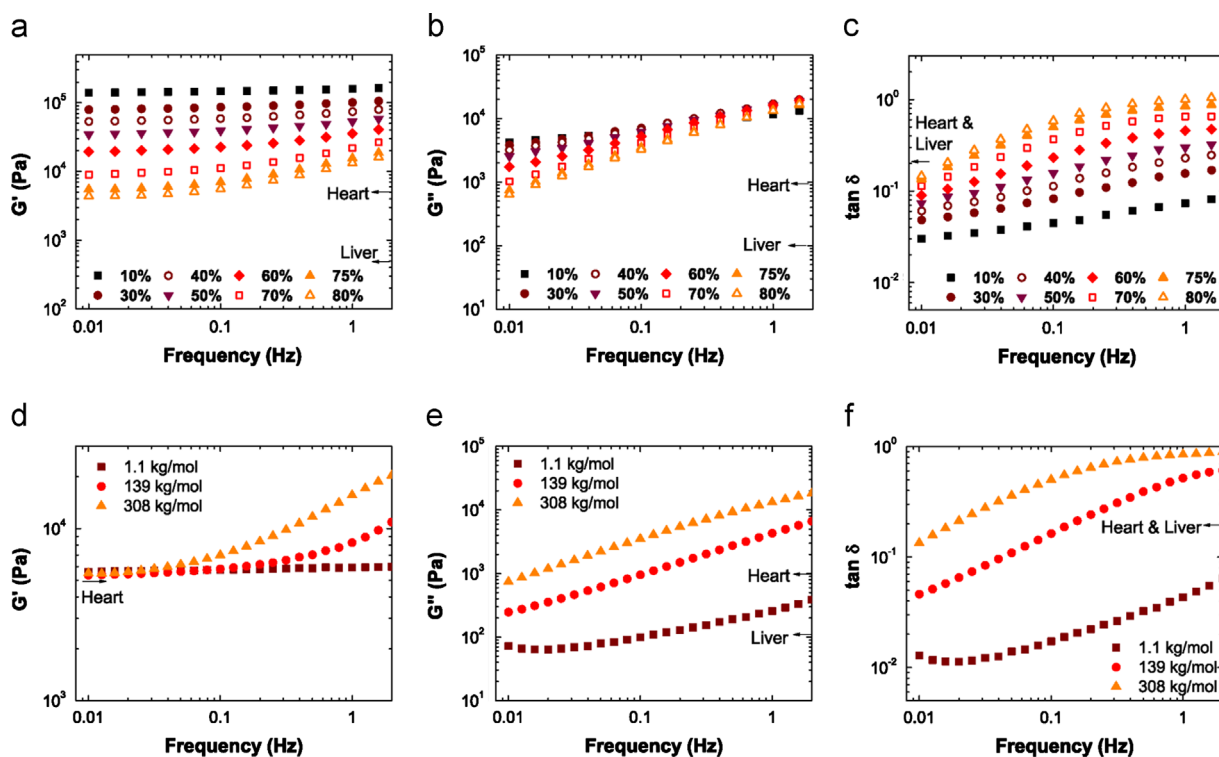 a
G' (Pa)
10⁵
10⁴
10³
10²
Heart
Liver
10% 40% 60% 75%
30% 50% 70% 80%
0.01 0.1 1
Frequency (Hz)
b
G'' (Pa)
10⁵
10⁴
10³
10²
10¹
Heart
Liver
10% 40% 60% 75%
30% 50% 70% 80%
0.01 0.1 1
Frequency (Hz)
c
tan δ
10⁰
10⁻¹
10⁻²
Heart &
Liver
10% 40% 60% 75%
30% 50% 70% 80%
0.01 0.1 1
Frequency (Hz)
d
G' (Pa)
10⁴
10³
1.1 kg/mol
139 kg/mol
308 kg/mol
Heart
0.01 0.1 1
Frequency (Hz)
e
G'' (Pa)
10⁵
10⁴
10³
10²
10¹
1.1 kg/mol
139 kg/mol
308 kg/mol
Heart
Liver
0.01 0.1 1
Frequency (Hz)
f
tan δ
10⁰
10⁻¹
10⁻²
Heart & Liver
1.1 kg/mol
139 kg/mol
308 kg/mol
0.01 0.1 1
Frequency (Hz)